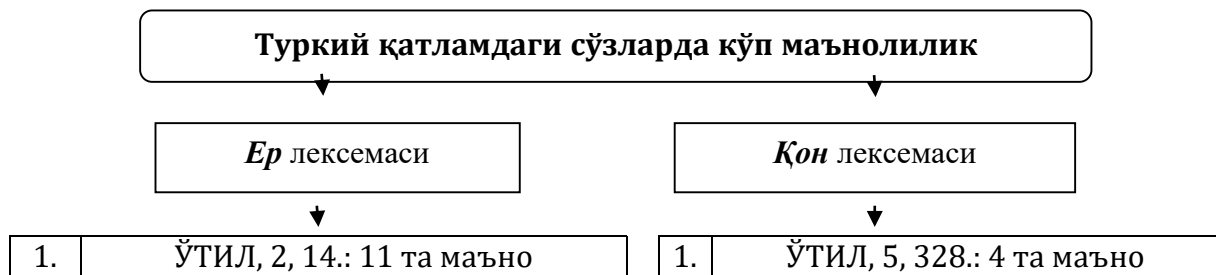 Туркий қатламдаги сўзларда кўп маънолилик
Ер лексемаси
Қон лексемаси
1. ЎТИЛ, 2, 14.: 11 та маъно
1. ЎТИЛ, 5, 328.: 4 та маъно